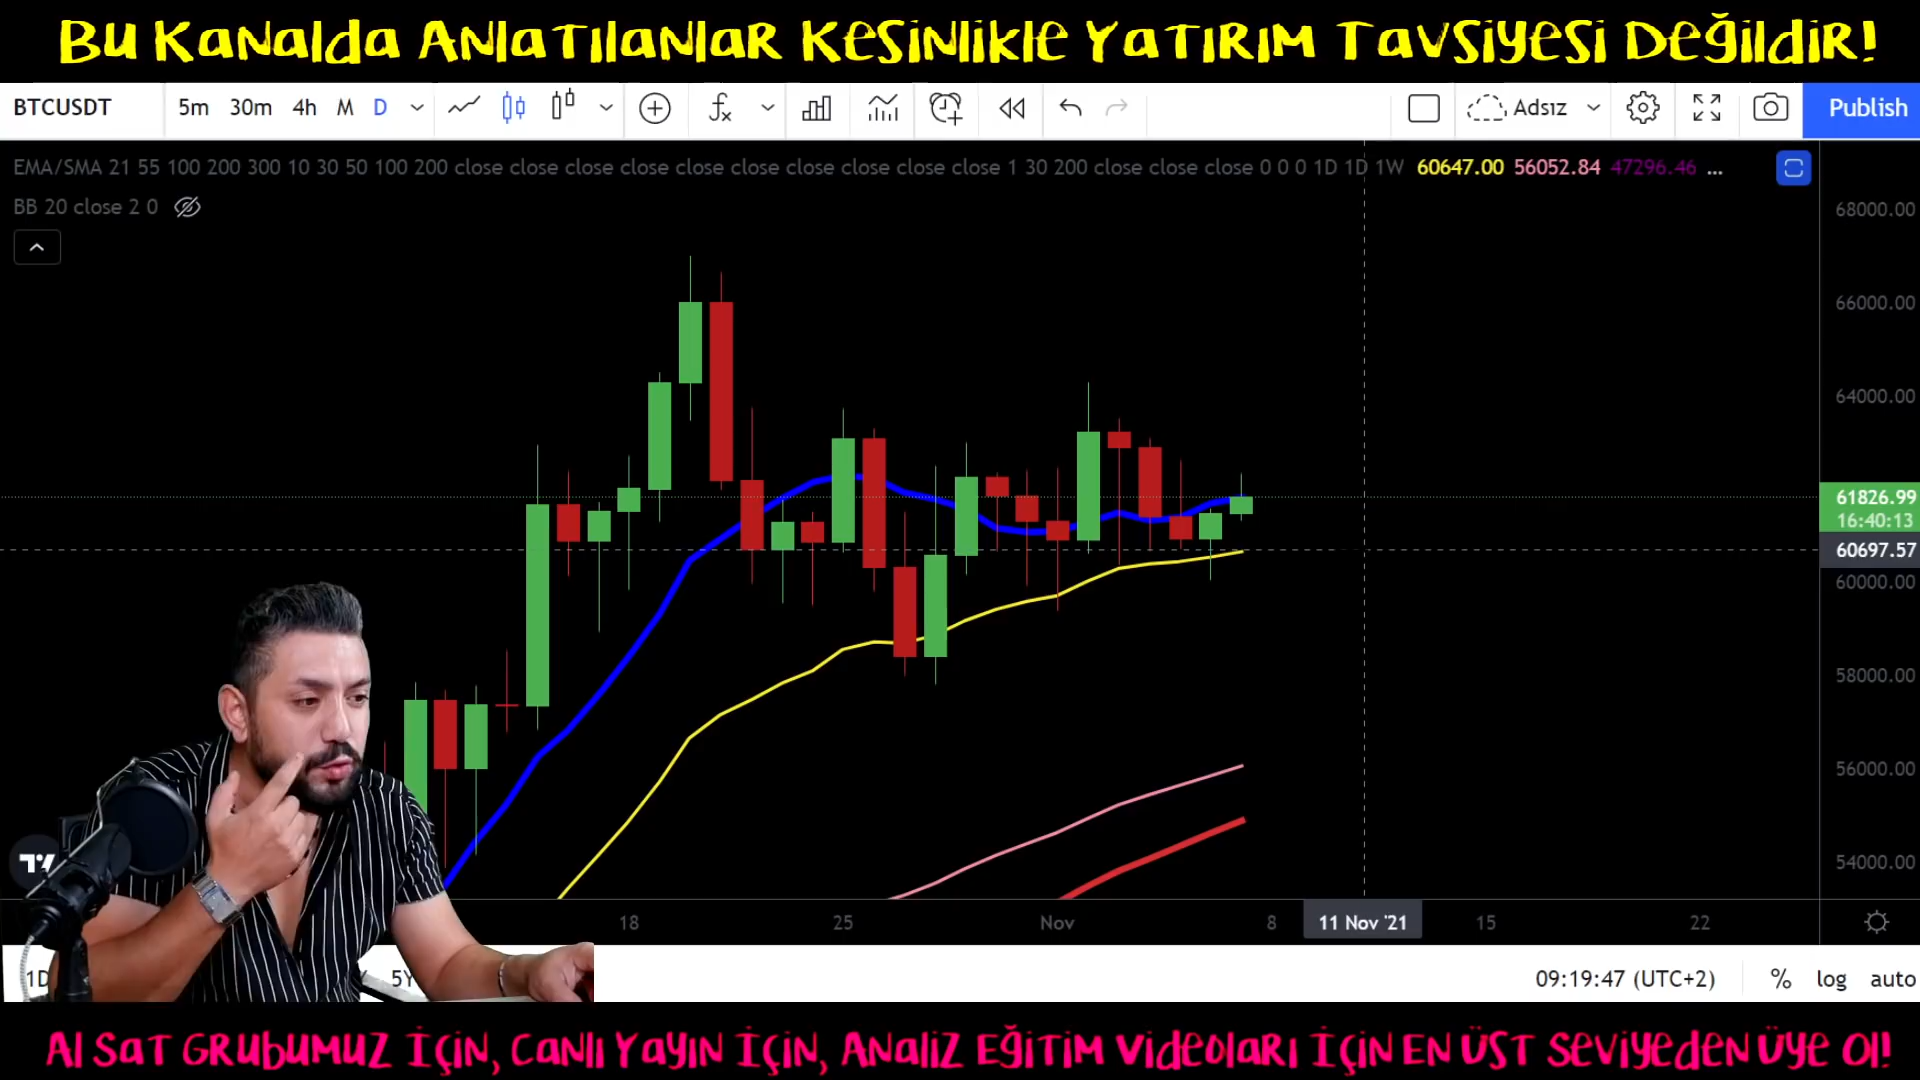 Bu Kanalda Anlatılanlar Kesinlikle Yatırım Tavsiyesi Değildir!
BTCUSDT 5m 30m 4h M D Adsız Publish
EMA/SMA 21 55 100 200 300 10 30 50 100 200 close close close close close close close close close close 1 30 200 close close close 0 0 0 1D 1D 1W 60647.00 56052.84 47296.46 ...
BB 20 close 2 0
68000.00
66000.00
64000.00
61826.99
16:40:13
60697.57
60000.00
58000.00
56000.00
54000.00
18 25 Nov 8 11 Nov '21 15 22
1D 5Y 09:19:47 (UTC+2) % log auto
Al Sat Grubumuz İçin, Canlı Yayın İçin, Analiz Eğitim Videoları İçin En Üst Seviyeden Üye Ol!